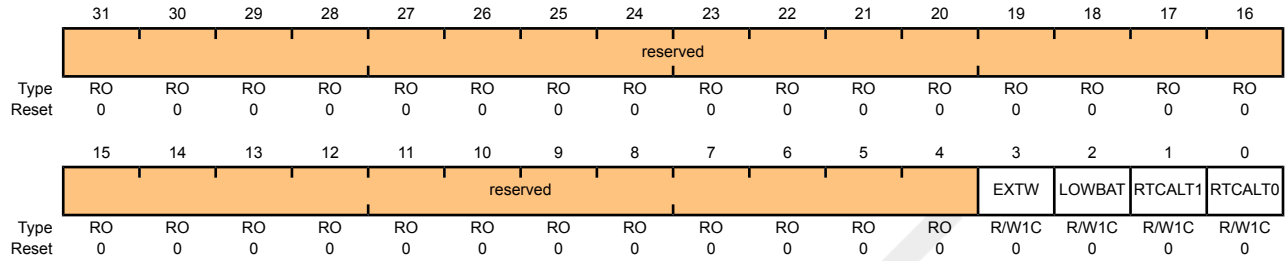 31 30 29 28 27 26 25 24 23 22 21 20 19 18 17 16
reserved
Type RO RO RO RO RO RO RO RO RO RO RO RO RO RO RO RO
Reset 0 0 0 0 0 0 0 0 0 0 0 0 0 0 0 0
15 14 13 12 11 10 9 8 7 6 5 4 3 2 1 0
reserved EXTW LOWBAT RTCALT1 RTCALT0
Type RO RO RO RO RO RO RO RO RO RO RO RO R/W1C R/W1C R/W1C R/W1C
Reset 0 0 0 0 0 0 0 0 0 0 0 0 0 0 0 0